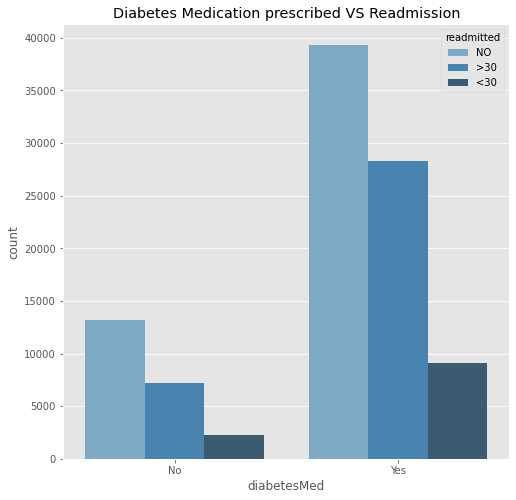 Diabetes Medication prescribed VS Readmission
readmitted
NO
>30
<30
40000
35000
30000
25000
20000
15000
10000
5000
0
count
No
Yes
diabetesMed